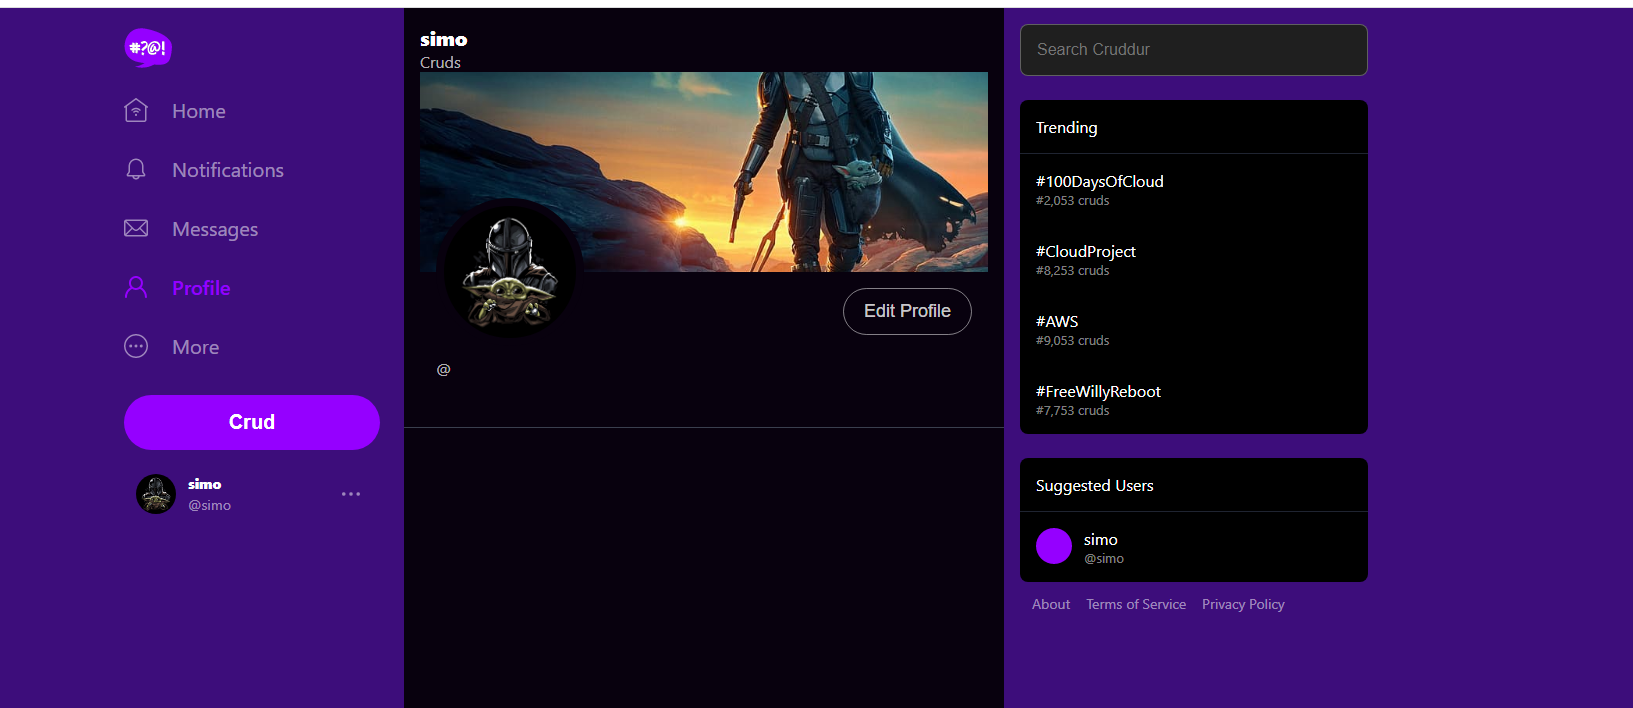 #?@!
Home
Notifications
Messages
Profile
More
Crud
simo
@simo
simo
Cruds
Edit Profile
@
Search Cruddur
Trending
#100DaysOfCloud
#2,053 cruds
#CloudProject
#8,253 cruds
#AWS
#9,053 cruds
#FreeWillyReboot
#7,753 cruds
Suggested Users
simo
@simo
About Terms of Service Privacy Policy